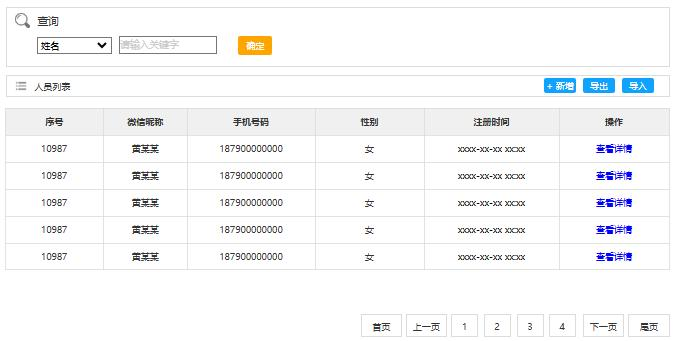 查询
姓名 请输入关键字 确定
人员列表 + 新增 导出 导入
序号 微信昵称 手机号码 性别 注册时间 操作
10987 黄某某 187900000000 女 xxxx-xx-xx xx:xx 查看详情
10987 黄某某 187900000000 女 xxxx-xx-xx xx:xx 查看详情
10987 黄某某 187900000000 女 xxxx-xx-xx xx:xx 查看详情
10987 黄某某 187900000000 女 xxxx-xx-xx xx:xx 查看详情
10987 黄某某 187900000000 女 xxxx-xx-xx xx:xx 查看详情
首页 上一页 1 2 3 4 下一页 尾页